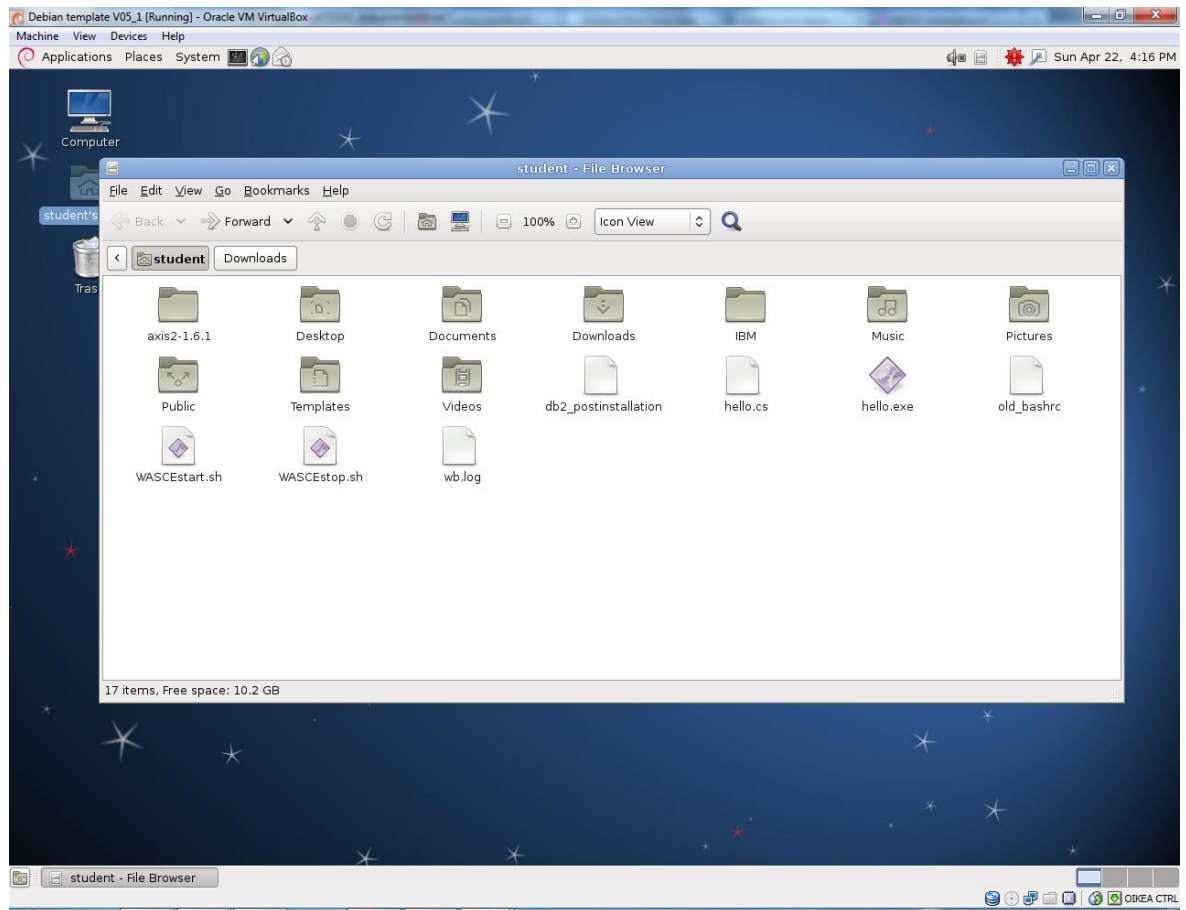 Debian template V05_1 [Running] - Oracle VM VirtualBox
Machine View Devices Help
Applications Places System Sun Apr 22, 4:16 PM
Computer
student - File Browser
File Edit View Go Bookmarks Help
student's
Back Forward 100% Icon View
student Downloads
Tras
axis2-1.6.1 Desktop Documents Downloads IBM Music Pictures
Public Templates Videos db2_postinstallation hello.cs hello.exe old_bashrc
WASCEstart.sh WASCEstop.sh wb.log
17 items, Free space: 10.2 GB
student - File Browser
OIKEA CTRL